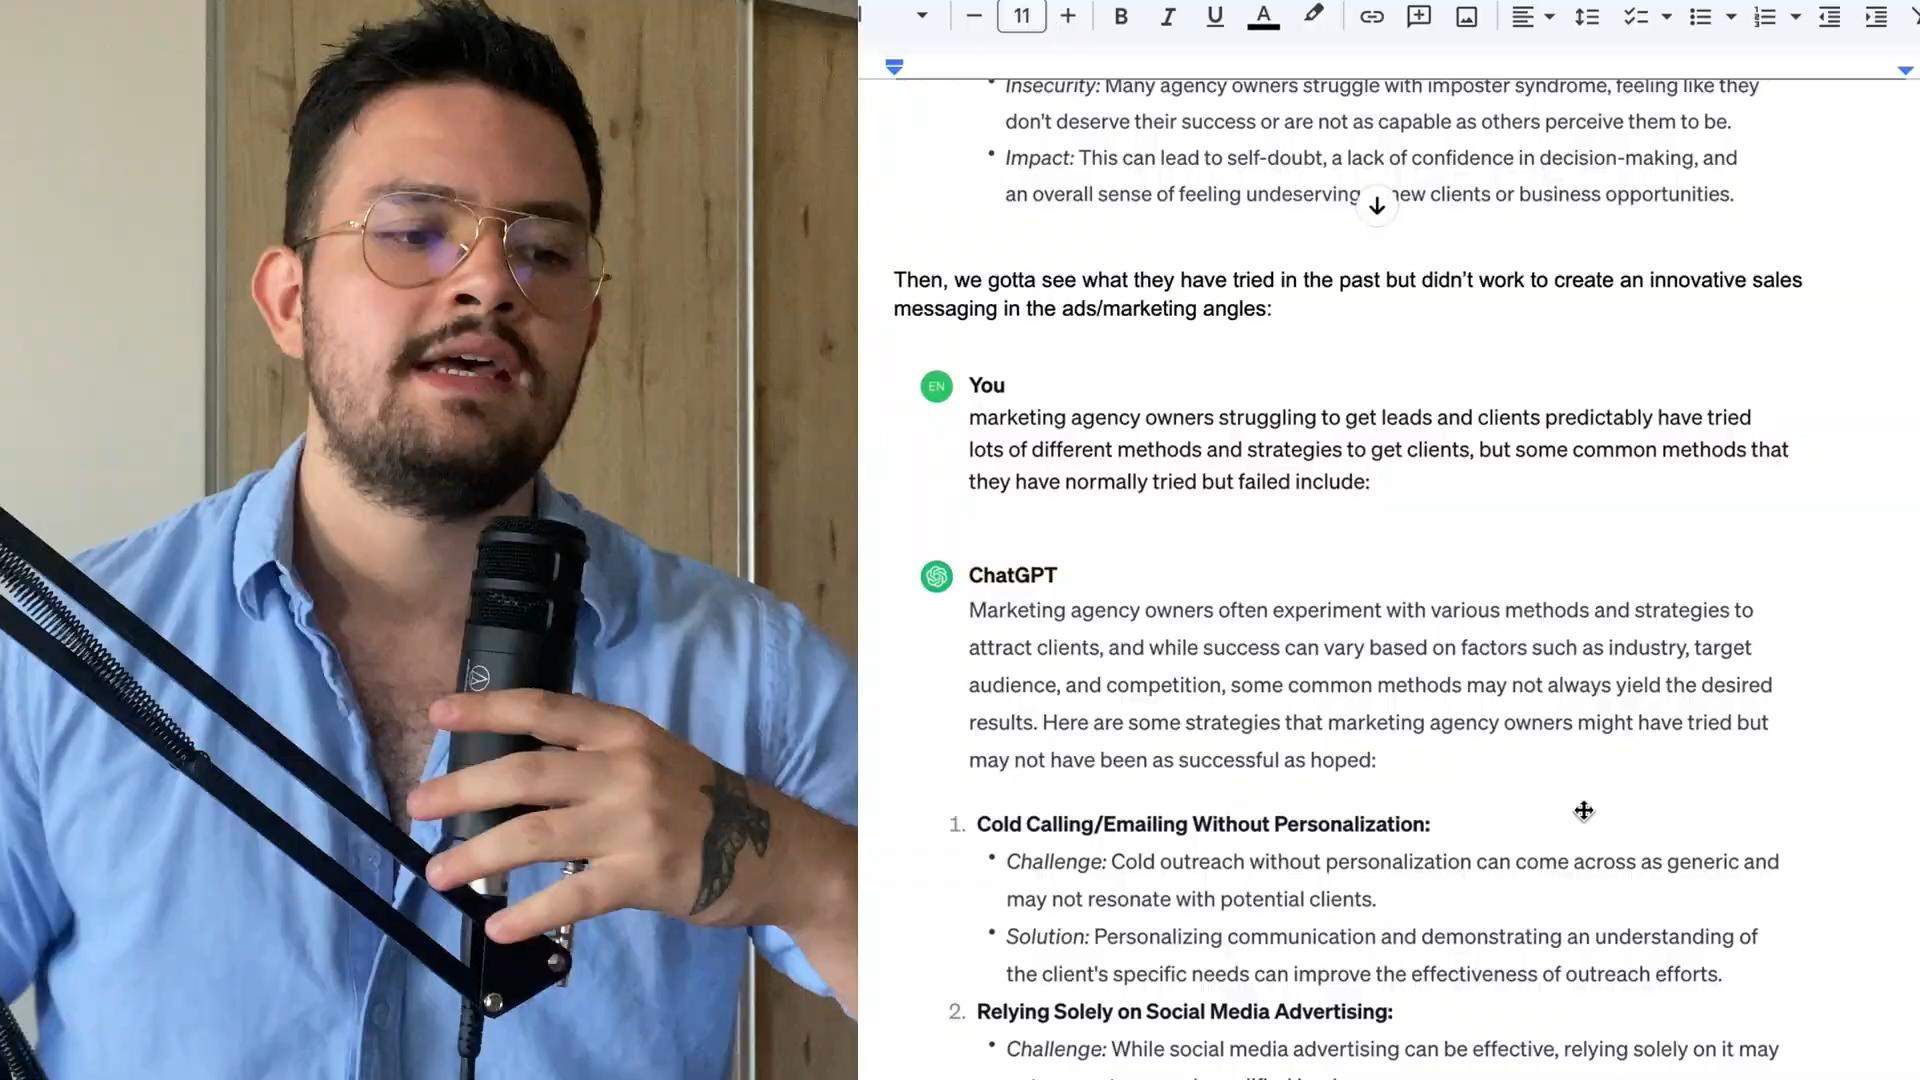 11
B I U A
Insecurity: Many agency owners struggle with imposter syndrome, feeling like they
don't deserve their success or are not as capable as others perceive them to be.
Impact: This can lead to self-doubt, a lack of confidence in decision-making, and
an overall sense of feeling undeserving new clients or business opportunities.
Then, we gotta see what they have tried in the past but didn’t work to create an innovative sales
messaging in the ads/marketing angles:
EN You
marketing agency owners struggling to get leads and clients predictably have tried
lots of different methods and strategies to get clients, but some common methods that
they have normally tried but failed include:
ChatGPT
Marketing agency owners often experiment with various methods and strategies to
attract clients, and while success can vary based on factors such as industry, target
audience, and competition, some common methods may not always yield the desired
results. Here are some strategies that marketing agency owners might have tried but
may not have been as successful as hoped:
1. Cold Calling/Emailing Without Personalization:
Challenge: Cold outreach without personalization can come across as generic and
may not resonate with potential clients.
Solution: Personalizing communication and demonstrating an understanding of
the client's specific needs can improve the effectiveness of outreach efforts.
2. Relying Solely on Social Media Advertising:
Challenge: While social media advertising can be effective, relying solely on it may